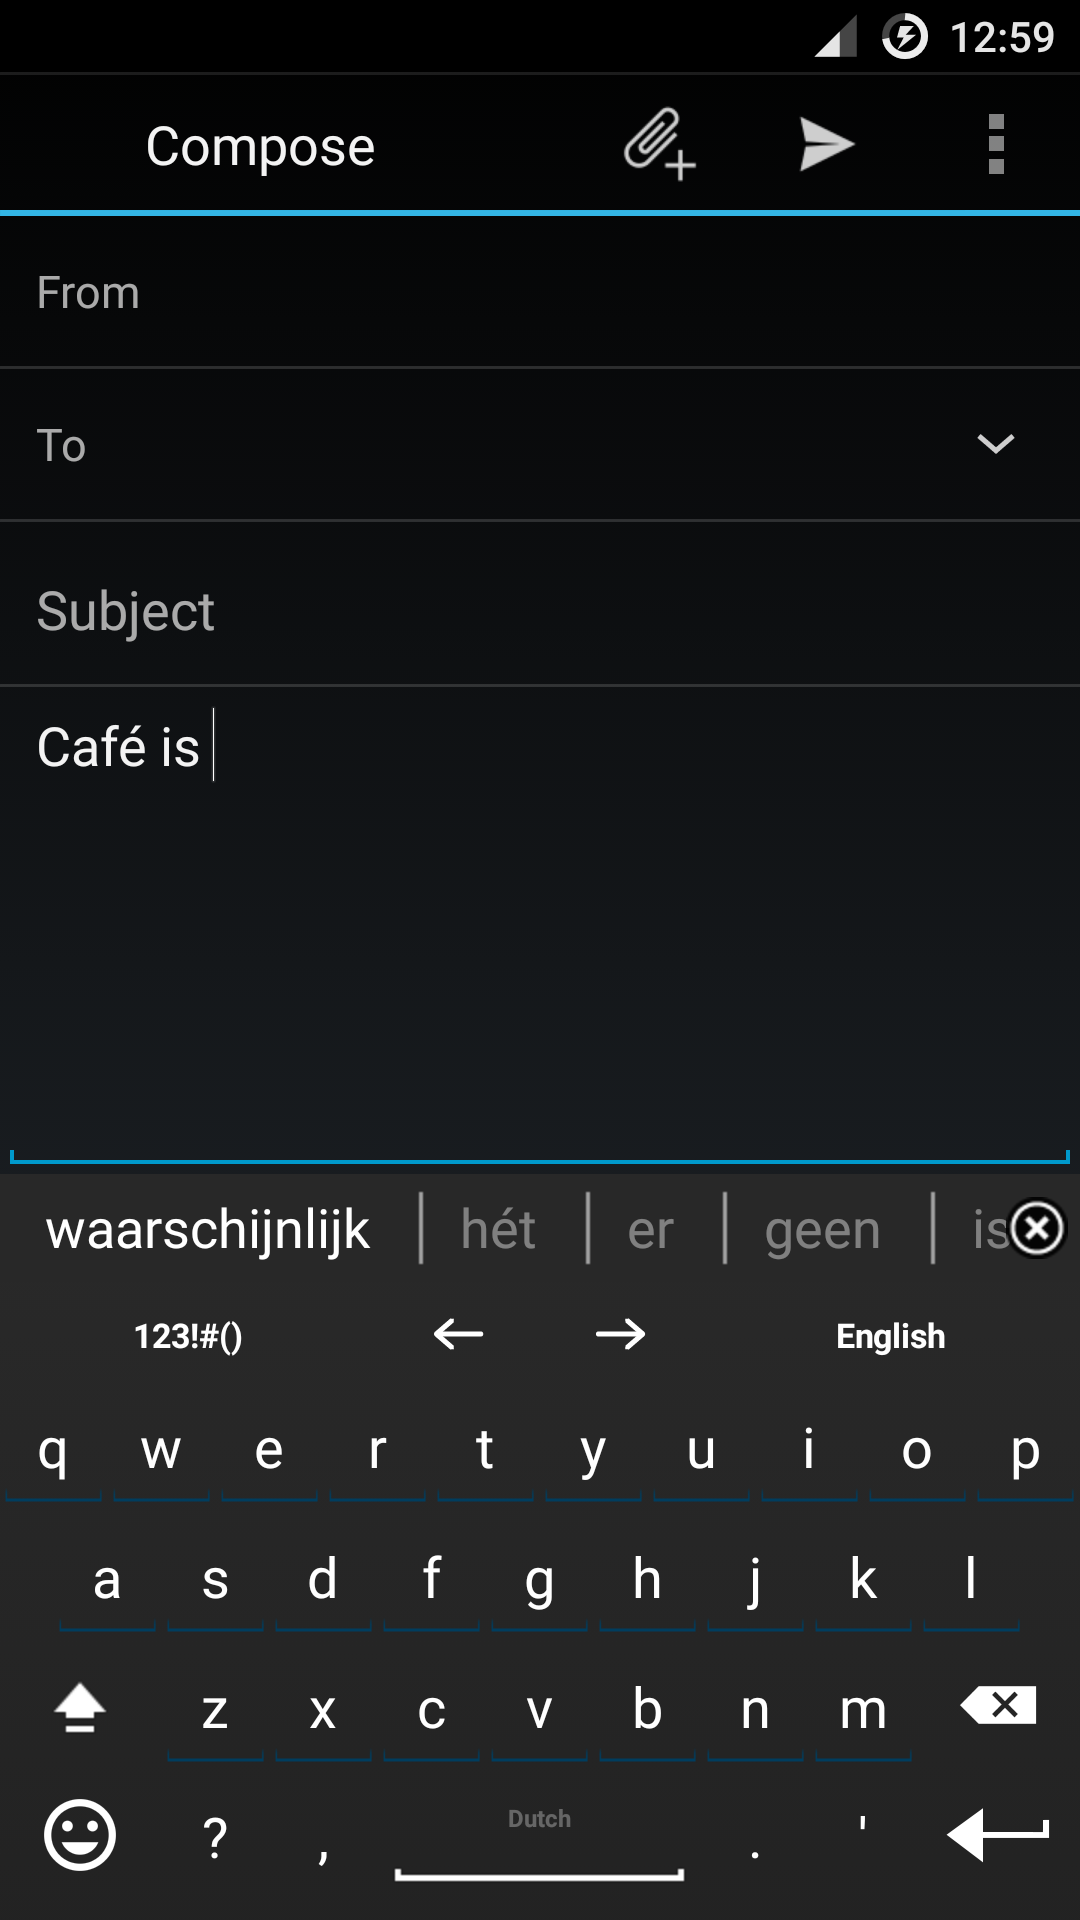 12:59
Compose
From
To
Subject
Café is
waarschijnlijk hét er geen is
123!#() English
q w e r t y u i o p
a s d f g h j k l
z x c v b n m
? , Dutch . '